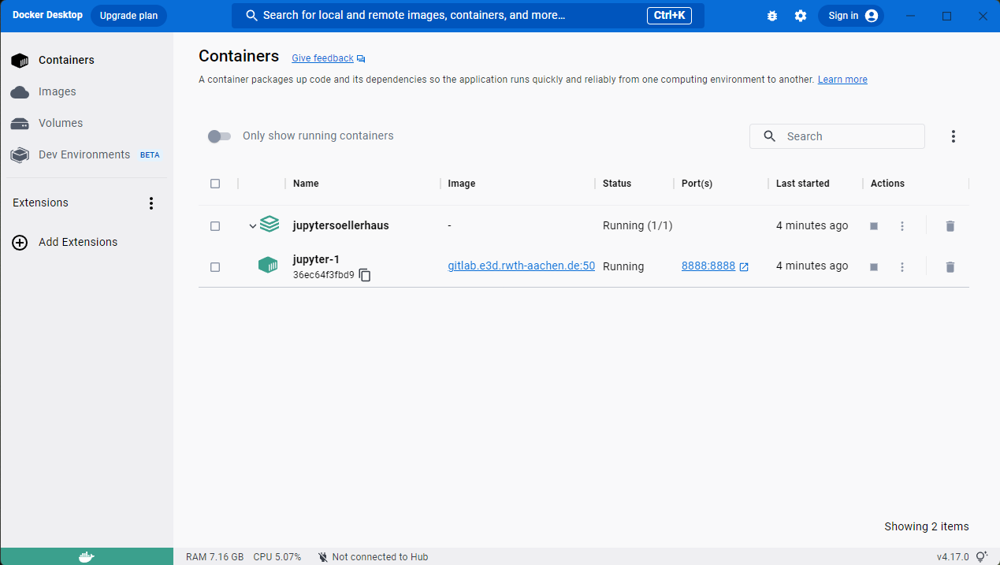 Docker Desktop Upgrade plan Search for local and remote images, containers, and more... Ctrl+K Sign in
Containers
Images
Volumes
Dev Environments BETA
Extensions
Add Extensions
Containers Give feedback
A container packages up code and its dependencies so the application runs quickly and reliably from one computing environment to another. Learn more
Only show running containers Search
Name Image Status Port(s) Last started Actions
jupytersoellerhaus - Running (1/1) 4 minutes ago
jupyter-1
36ec64f3fbd9 gitlab.e3d.rwth-aachen.de:50 Running 8888:8888 4 minutes ago
Showing 2 items
RAM 7.16 GB CPU 5.07% Not connected to Hub v4.17.0